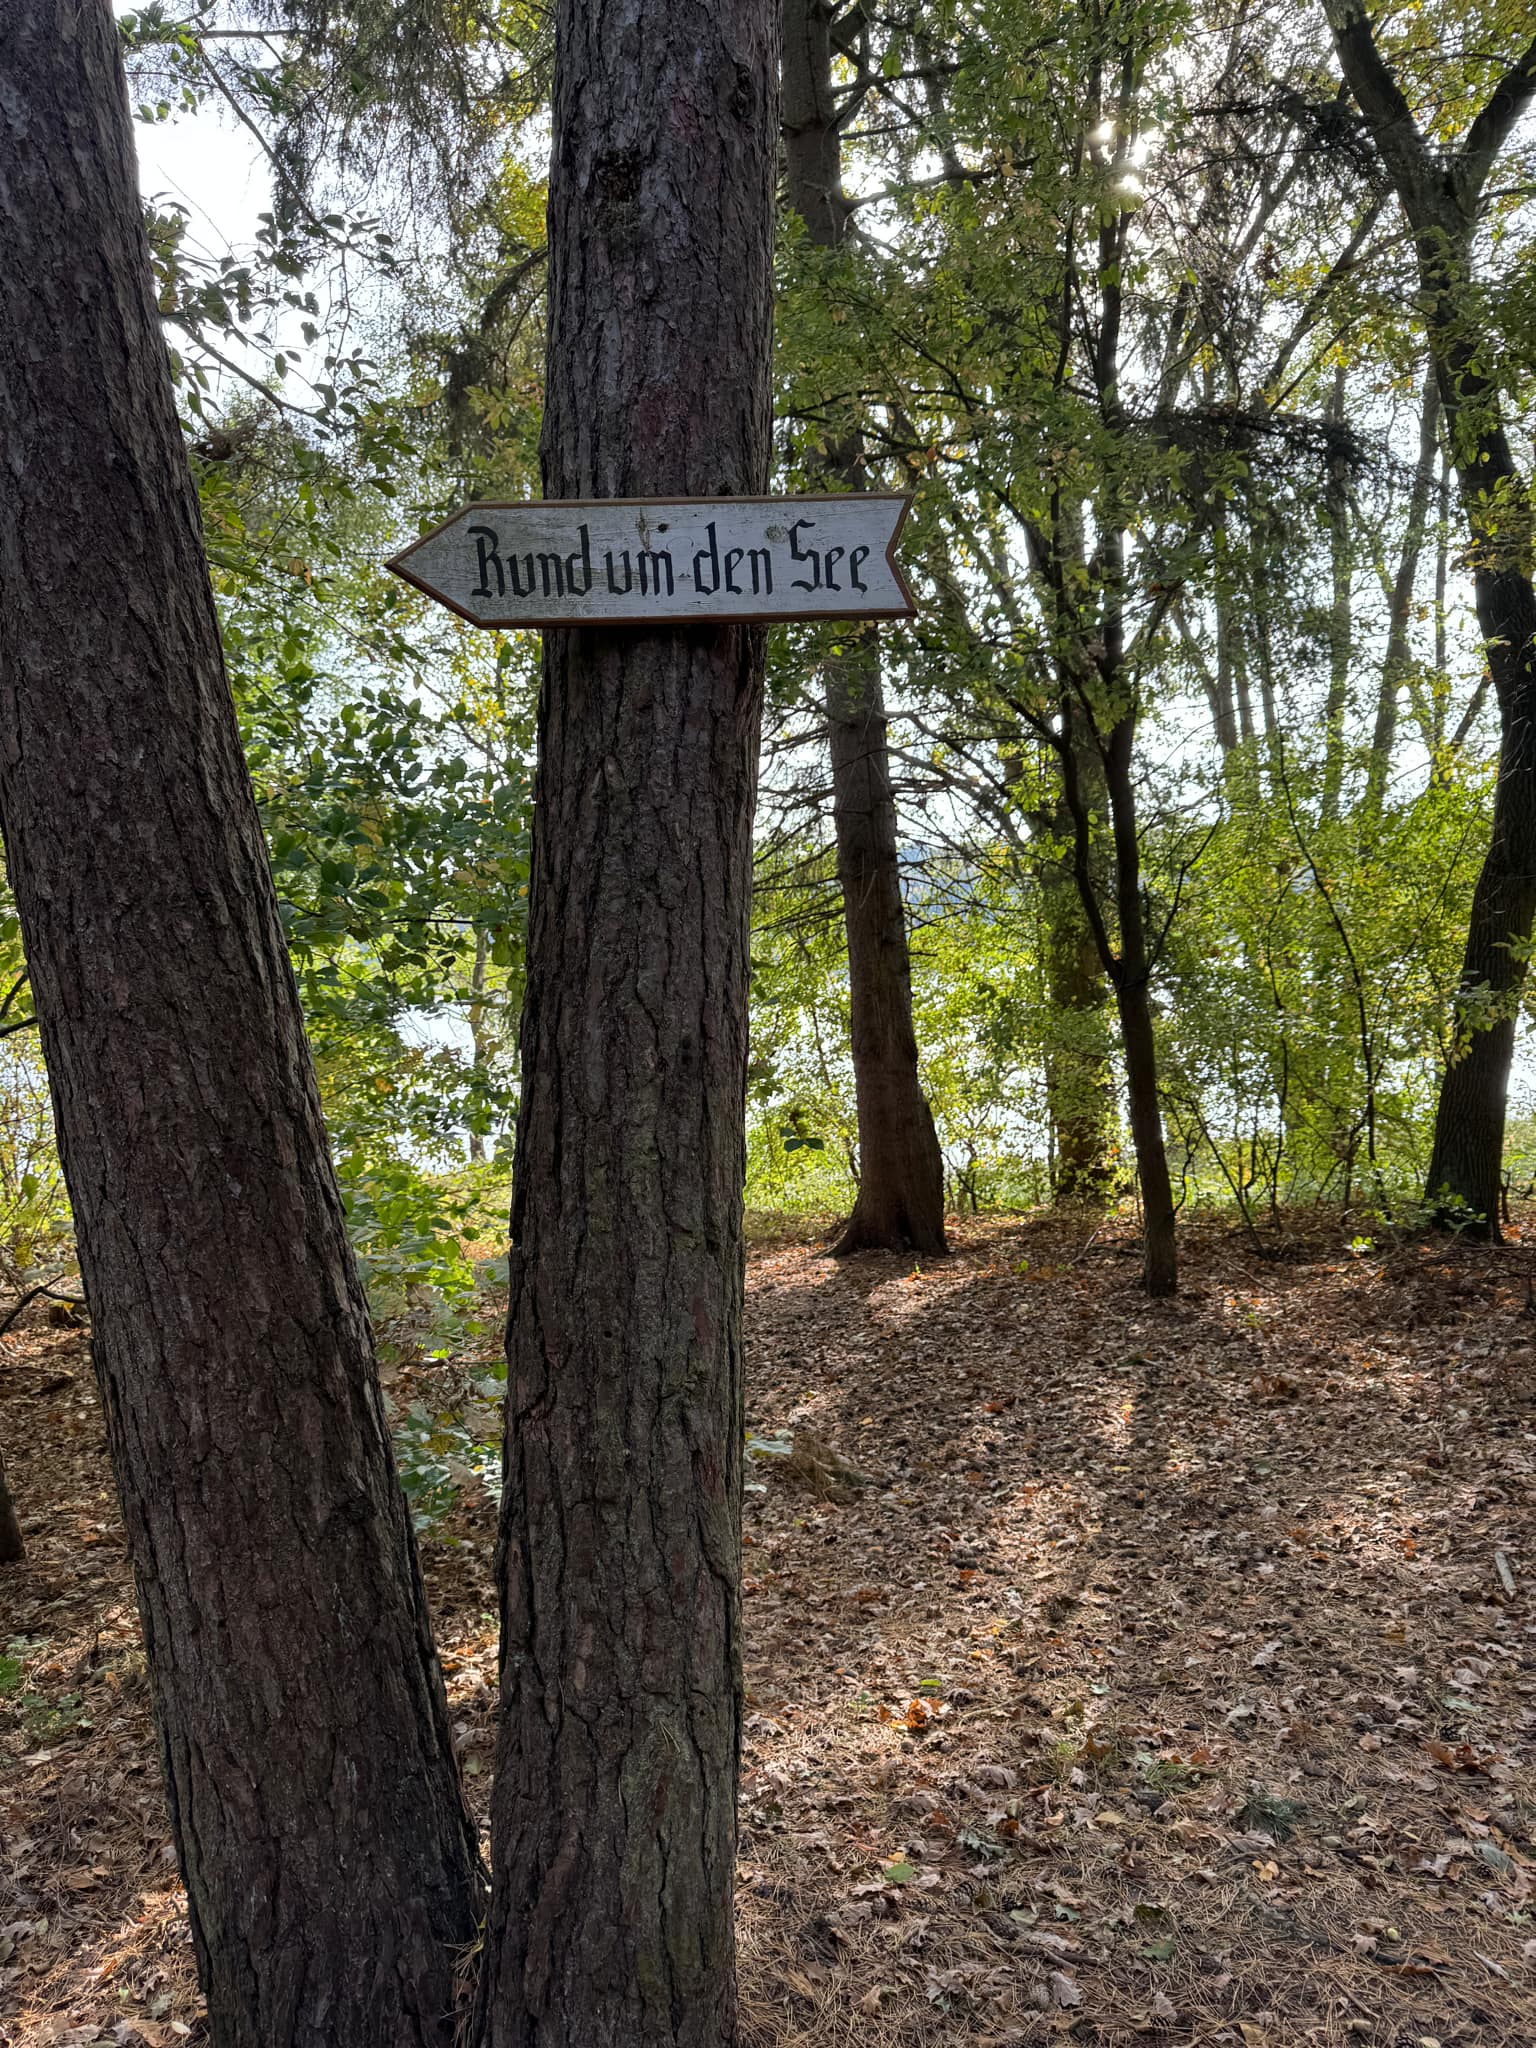 Rund um den See